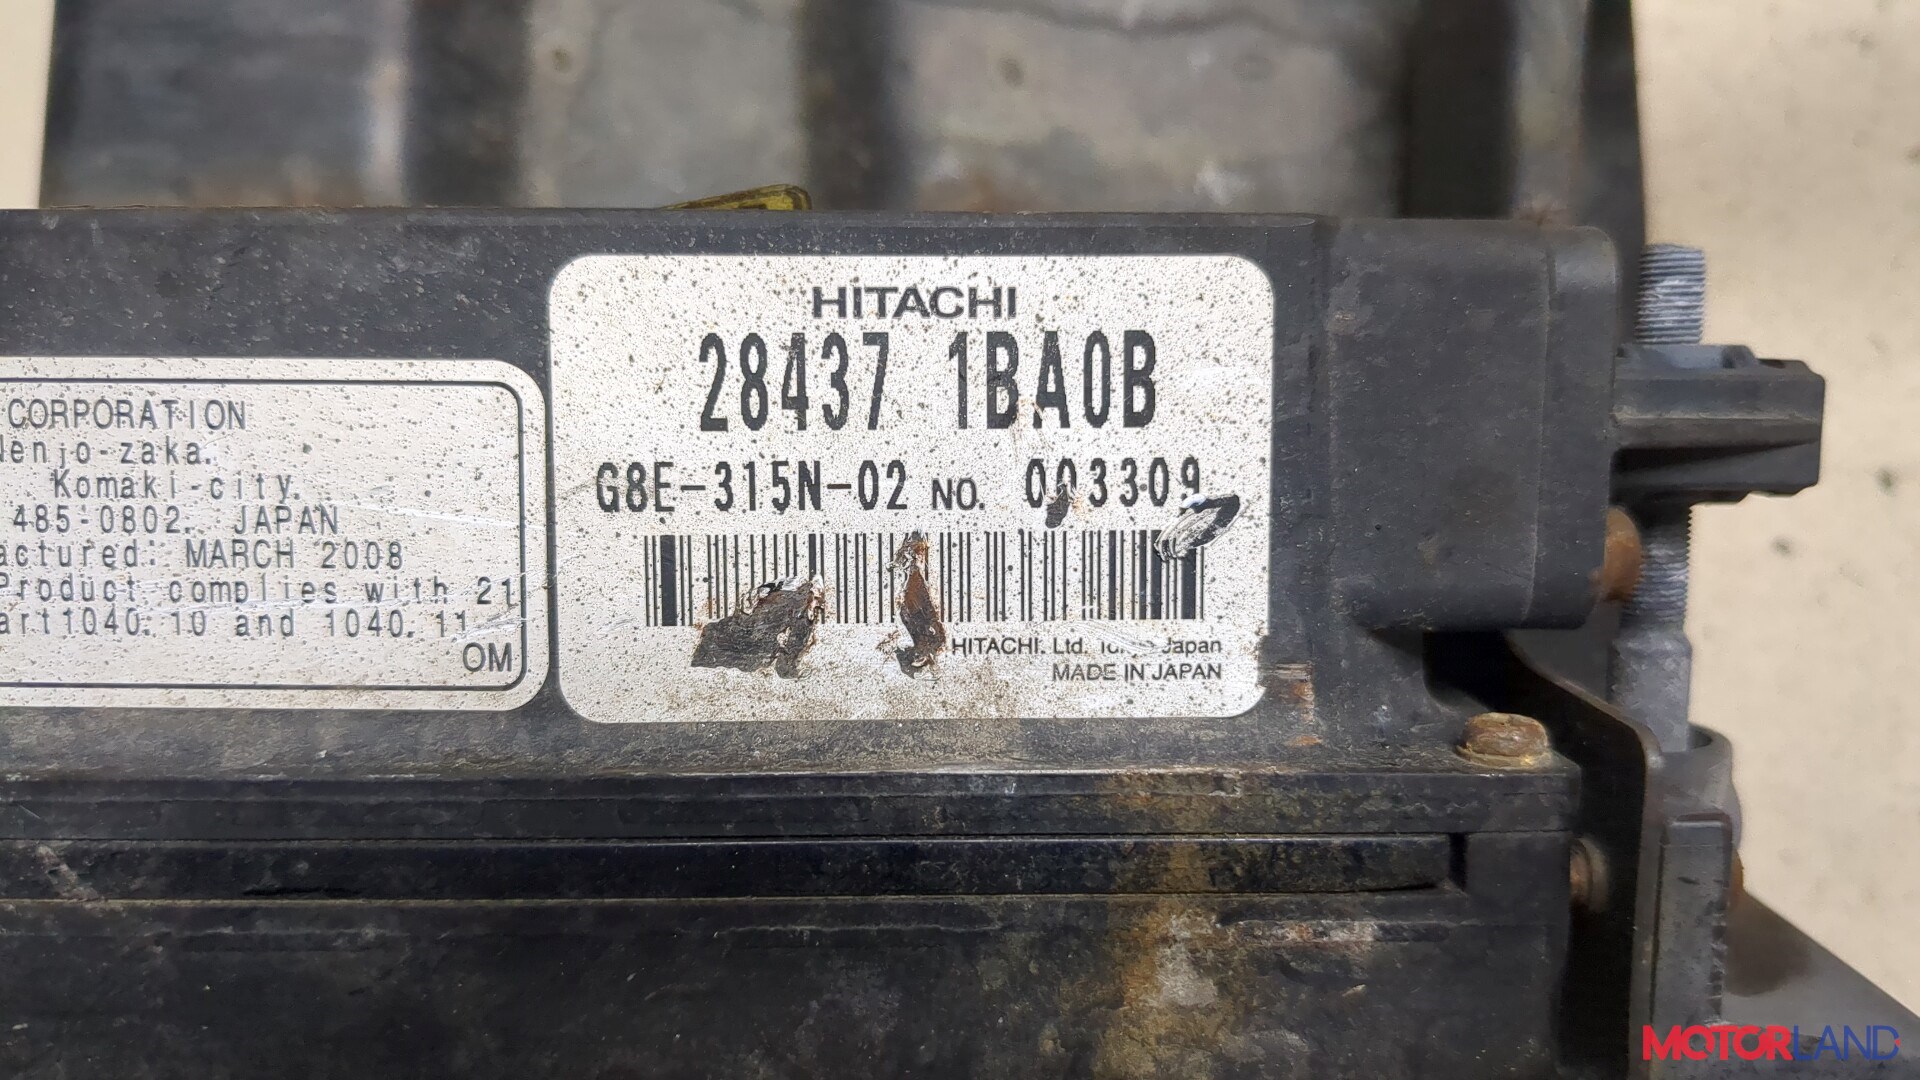 CORPORATION
Nenjo-zaka.
Komaki-city.
485-0802. JAPAN
actured: MARCH 2008
Product complies with 21
art1040.10 and 1040.11
OM
HITACHI
28437 1BA0B
G8E-315N-02 NO. 003309
HITACHI. Ltd. Japan
MADE IN JAPAN
MOTORLAND